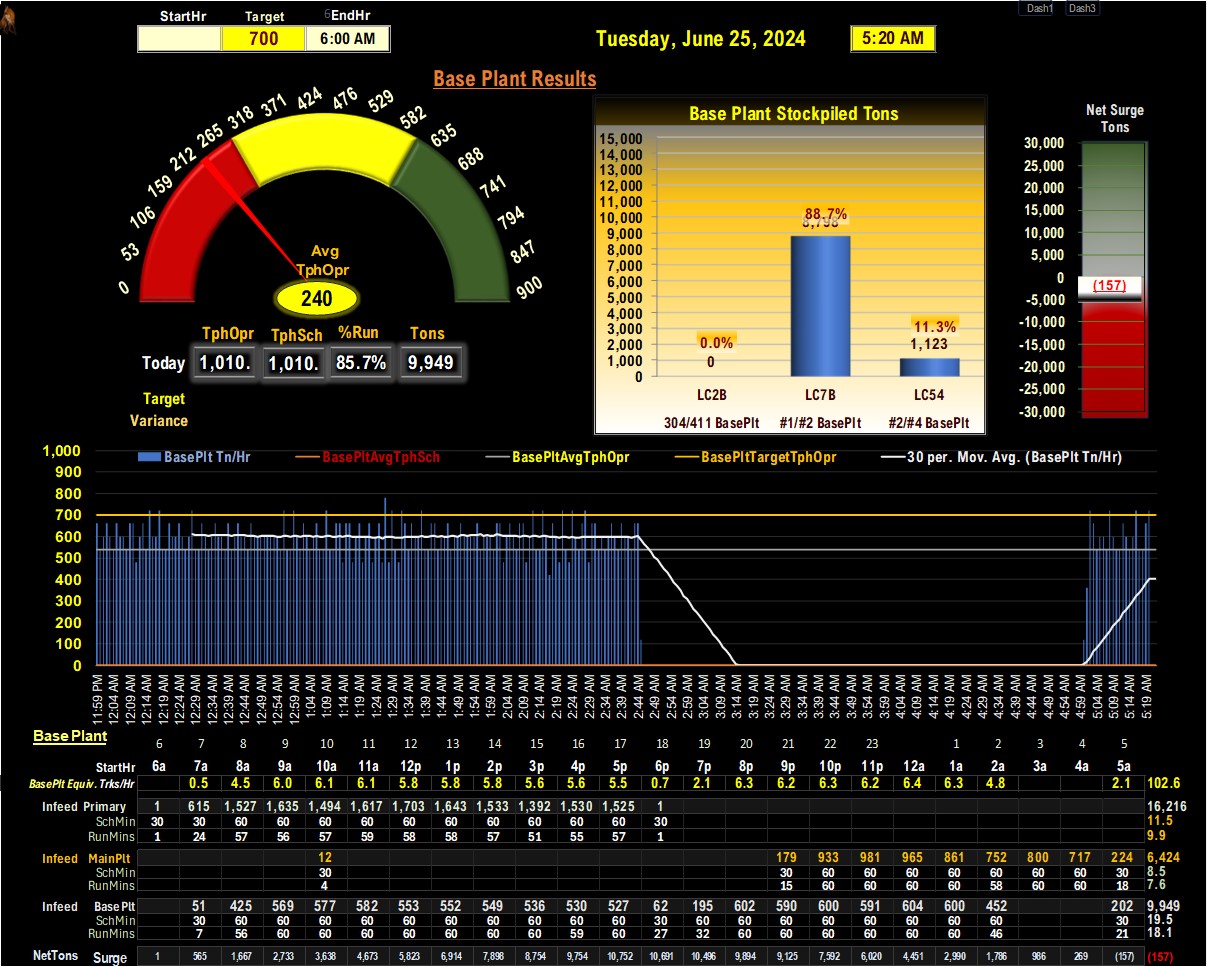 StartHr Target 6 EndHr
700 6:00 AM
Tuesday, June 25, 2024 5:20 AM
Dash1 Dash3
Base Plant Results
0 53 106 159 212 265 318 371 424 476 529 582 635 688 741 794 847 900
Avg
TphOpr
240
TphOpr TphSch %Run Tons
Today 1,010. 1,010. 85.7% 9,949
Target
Variance
Base Plant Stockpiled Tons
15,000
14,000
13,000
12,000
11,000
10,000
9,000
8,000
7,000
6,000
5,000
4,000
3,000
2,000
1,000
0
0.0% 88.7% 11.3%
0 8,798 1,123
LC2B LC7B LC54
304/411 BasePlt #1/#2 BasePlt #2/#4 BasePlt
Net Surge
Tons
30,000
25,000
20,000
15,000
10,000
5,000
0
-5,000
-10,000
-15,000
-20,000
-25,000
-30,000
(157)
BasePlt Tn/Hr BasePltAvgTphSch BasePltAvgTphOpr BasePltTargetTphOpr 30 per. Mov. Avg. (BasePlt Tn/Hr)
1,000
900
800
700
600
500
400
300
200
100
0
11:59 PM 12:04 AM 12:09 AM 12:14 AM 12:19 AM 12:24 AM 12:29 AM 12:34 AM 12:39 AM 12:44 AM 12:49 AM 12:54 AM 12:59 AM 1:04 AM 1:09 AM 1:14 AM 1:19 AM 1:24 AM 1:29 AM 1:34 AM 1:39 AM 1:44 AM 1:49 AM 1:54 AM 1:59 AM 2:04 AM 2:09 AM 2:14 AM 2:19 AM 2:24 AM 2:29 AM 2:34 AM 2:39 AM 2:44 AM 2:49 AM 2:54 AM 2:59 AM 3:04 AM 3:09 AM 3:14 AM 3:19 AM 3:24 AM 3:29 AM 3:34 AM 3:39 AM 3:44 AM 3:49 AM 3:54 AM 3:59 AM 4:04 AM 4:09 AM 4:14 AM 4:19 AM 4:24 AM 4:29 AM 4:34 AM 4:39 AM 4:44 AM 4:49 AM 4:54 AM 4:59 AM 5:04 AM 5:09 AM 5:14 AM 5:19 AM
Base Plant
6 7 8 9 10 11 12 13 14 15 16 17 18 19 20 21 22 23 1 2 3 4 5
StartHr 6a 7a 8a 9a 10a 11a 12p 1p 2p 3p 4p 5p 6p 7p 8p 9p 10p 11p 12a 1a 2a 3a 4a 5a
BasePlt Equiv. Trks/Hr 0.5 4.5 6.0 6.1 6.1 5.8 5.8 5.8 5.6 5.6 5.5 0.7 2.1 6.3 6.2 6.3 6.2 6.4 6.3 4.8 2.1 102.6
Infeed Primary 1 615 1,527 1,635 1,494 1,617 1,703 1,643 1,533 1,392 1,530 1,525 1 16,216
SchMin 30 30 60 60 60 60 60 60 60 60 60 60 30 11.5
RunMins 1 24 57 56 57 59 58 58 57 51 55 57 1 9.9
Infeed MainPlt 12 179 933 981 965 861 752 800 717 224 6,424
SchMin 30 30 60 60 60 60 60 60 60 30 8.5
RunMins 4 15 60 60 60 60 58 60 60 18 7.6
Infeed BasePlt 51 425 569 577 582 553 552 549 536 530 527 62 195 602 590 600 591 604 600 452 202 9,949
SchMin 30 60 60 60 60 60 60 60 60 60 60 30 60 60 60 60 60 60 60 60 30 19.5
RunMins 7 56 60 60 60 60 60 60 60 59 60 27 32 60 60 60 60 60 60 46 21 18.1
NetTons Surge 1 565 1,667 2,733 3,638 4,673 5,823 6,914 7,898 8,754 9,754 10,752 10,691 10,496 9,894 9,125 7,592 6,020 4,451 2,990 1,786 986 269 (157) (157)